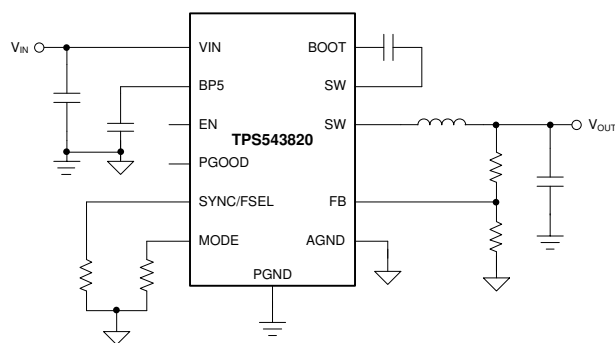 VIN
VIN
BOOT
BP5
SW
EN
SW
VOUT
TPS543820
PGOOD
SYNC/FSEL
FB
MODE
AGND
PGND